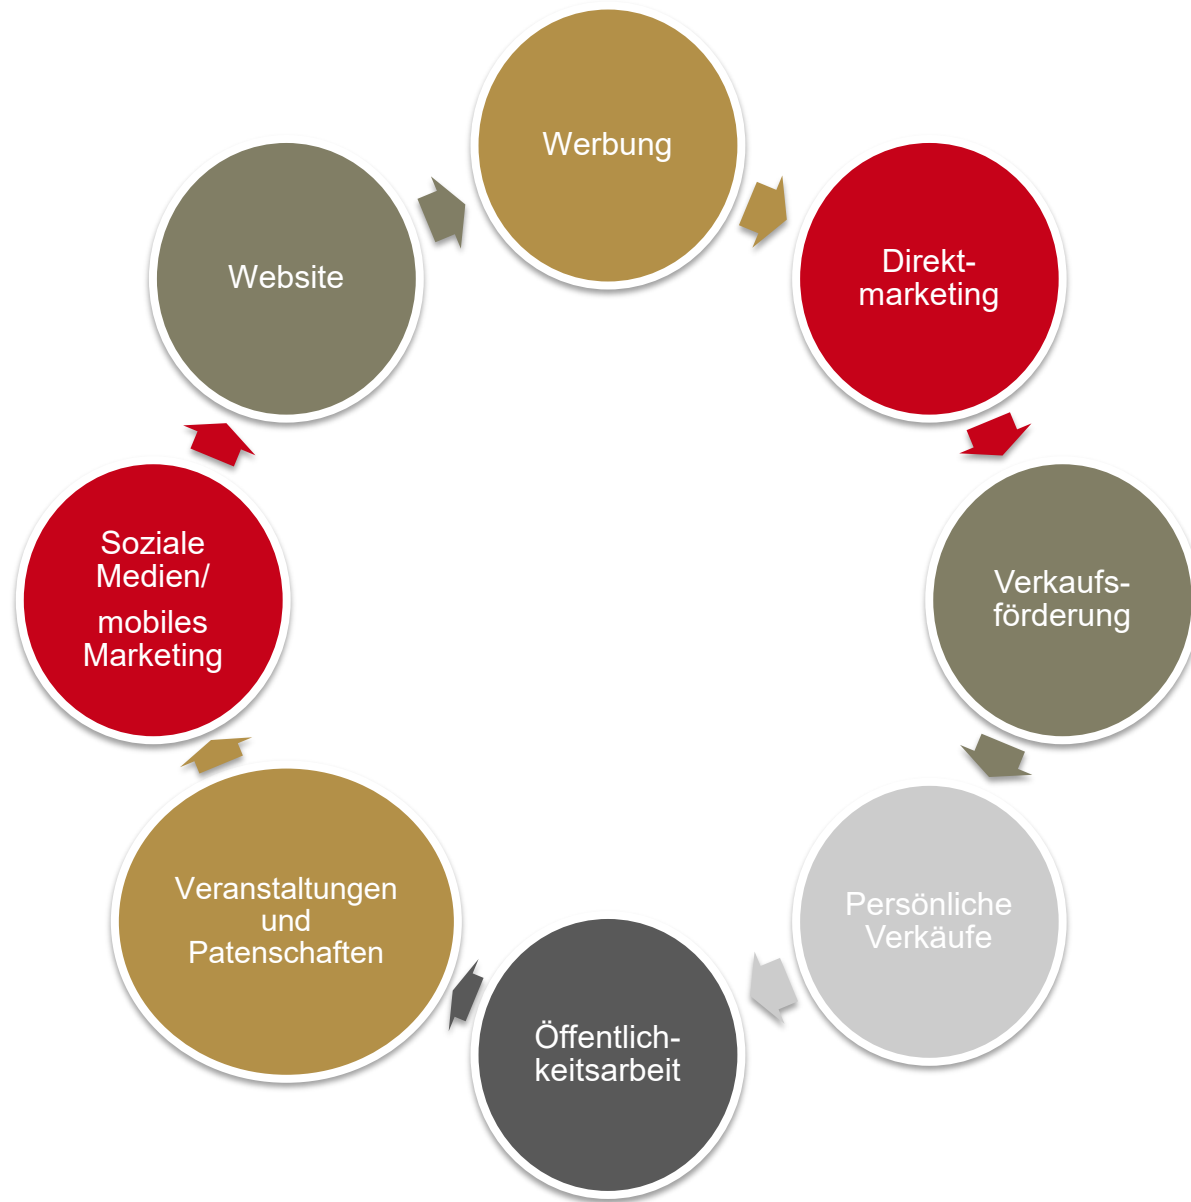 Werbung
Direkt-
marketing
Verkaufs-
förderung
Persönliche
Verkäufe
Öffentlich-
keitsarbeit
Veranstaltungen
und
Patenschaften
Soziale
Medien/
mobiles
Marketing
Website